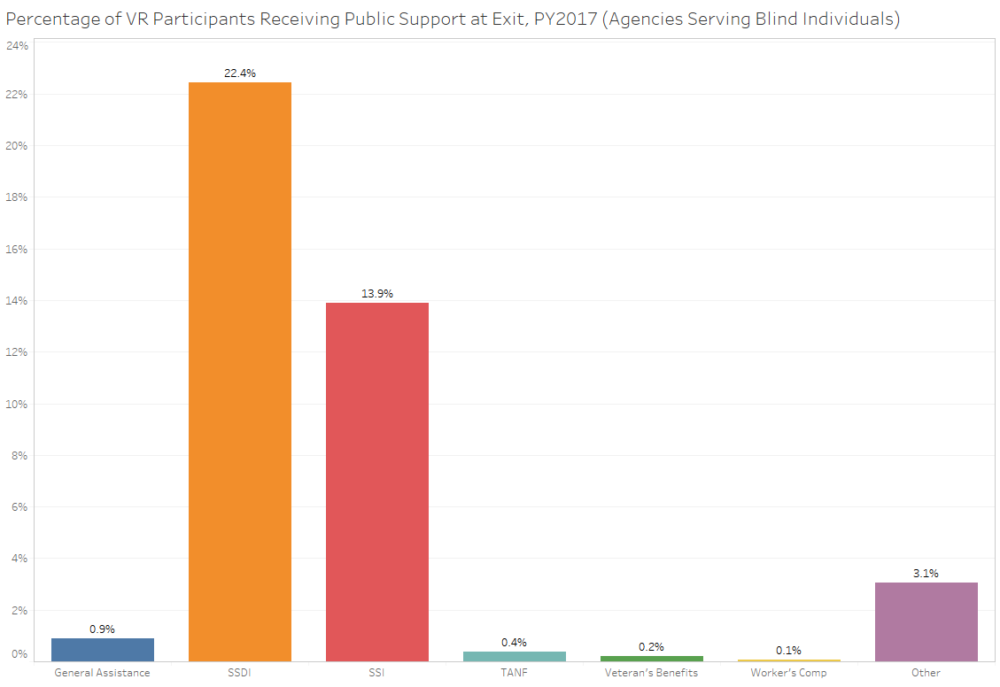 Percentage of VR Participants Receiving Public Support at Exit, PY2017 (Agencies Serving Blind Individuals)
24%
22%
20%
18%
16%
14%
12%
10%
8%
6%
4%
2%
0%
0.9%
22.4%
13.9%
0.4%
0.2%
0.1%
3.1%
General Assistance
SSDI
SSI
TANF
Veteran's Benefits
Worker's Comp
Other